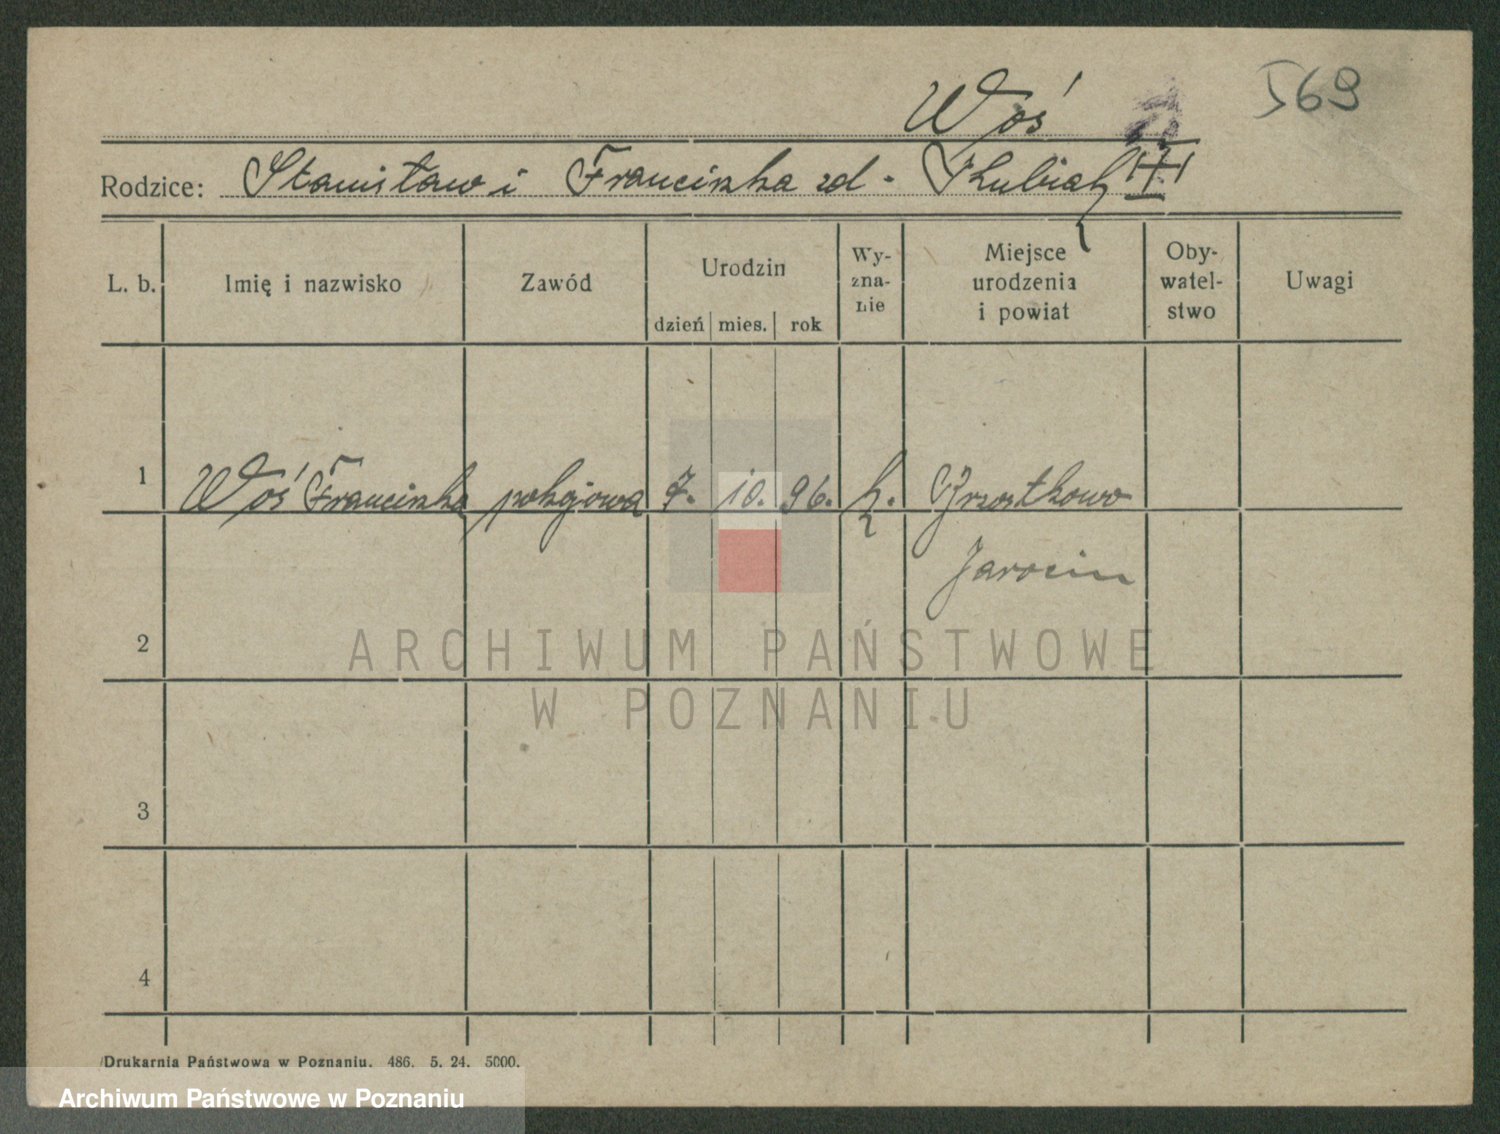 569
Woś
III
Rodzice: Stanisław i Franciszka zd. Kubiak
L. b. Imię i nazwisko Zawód Urodzin dzień mies. rok Wy-zna-nie Miejsce urodzenia i powiat Oby-watel-stwo Uwagi
1 Woś Franciszka pokojowa 7. 10. 96. k. Brzostkowo
Jarocin
2
ARCHIWUM PAŃSTWOWE
W POZNANIU
3
4
Drukarnia Państwowa w Poznaniu. 486. 5. 24. 5000.
Archiwum Państwowe w Poznaniu